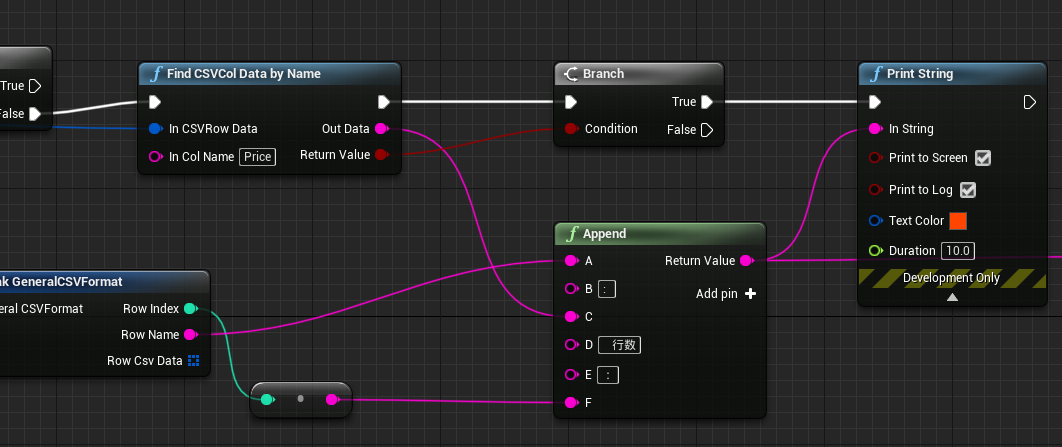 True
False
f Find CSVCol Data by Name
In CSVRow Data
Out Data
In Col Name Price
Return Value
Branch
True
Condition
False
f Print String
In String
Print to Screen
Print to Log
Text Color
Duration 10.0
Development Only
f Append
A
Return Value
B :
Add pin
C
D 行数
E :
F
ak GeneralCSVFormat
eral CSVFormat
Row Index
Row Name
Row Csv Data